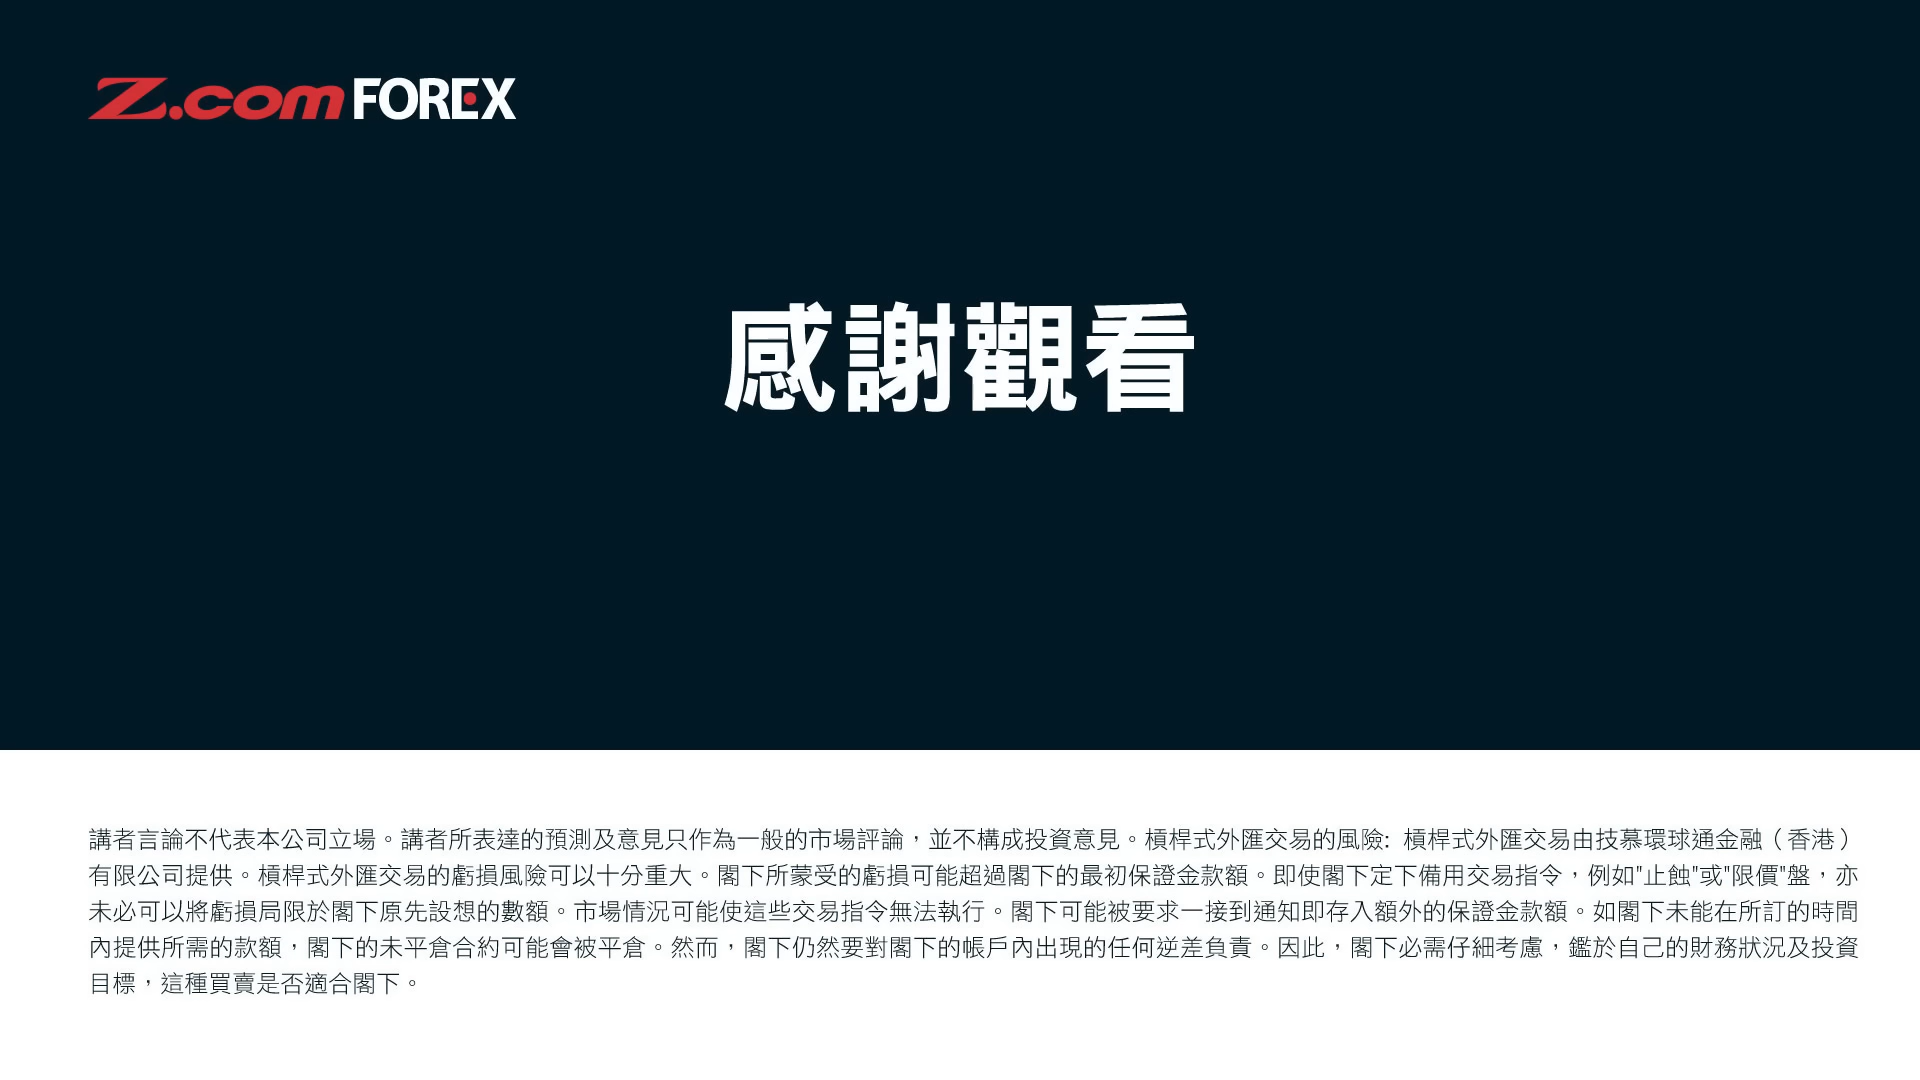 Z.com FOREX
感謝觀看
講者言論不代表本公司立場。講者所表達的預測及意見只作為一般的市場評論，並不構成投資意見。槓桿式外匯交易的風險: 槓桿式外匯交易由技慕環球通金融（香港）
有限公司提供。槓桿式外匯交易的虧損風險可以十分重大。閣下所蒙受的虧損可能超過閣下的最初保證金款額。即使閣下定下備用交易指令，例如"止蝕"或"限價"盤，亦
未必可以將虧損局限於閣下原先設想的數額。市場情況可能使這些交易指令無法執行。閣下可能被要求一接到通知即存入額外的保證金款額。如閣下未能在所訂的時間
內提供所需的款額，閣下的未平倉合約可能會被平倉。然而，閣下仍然要對閣下的帳戶內出現的任何逆差負責。因此，閣下必需仔細考慮，鑑於自己的財務狀況及投資
目標，這種買賣是否適合閣下。